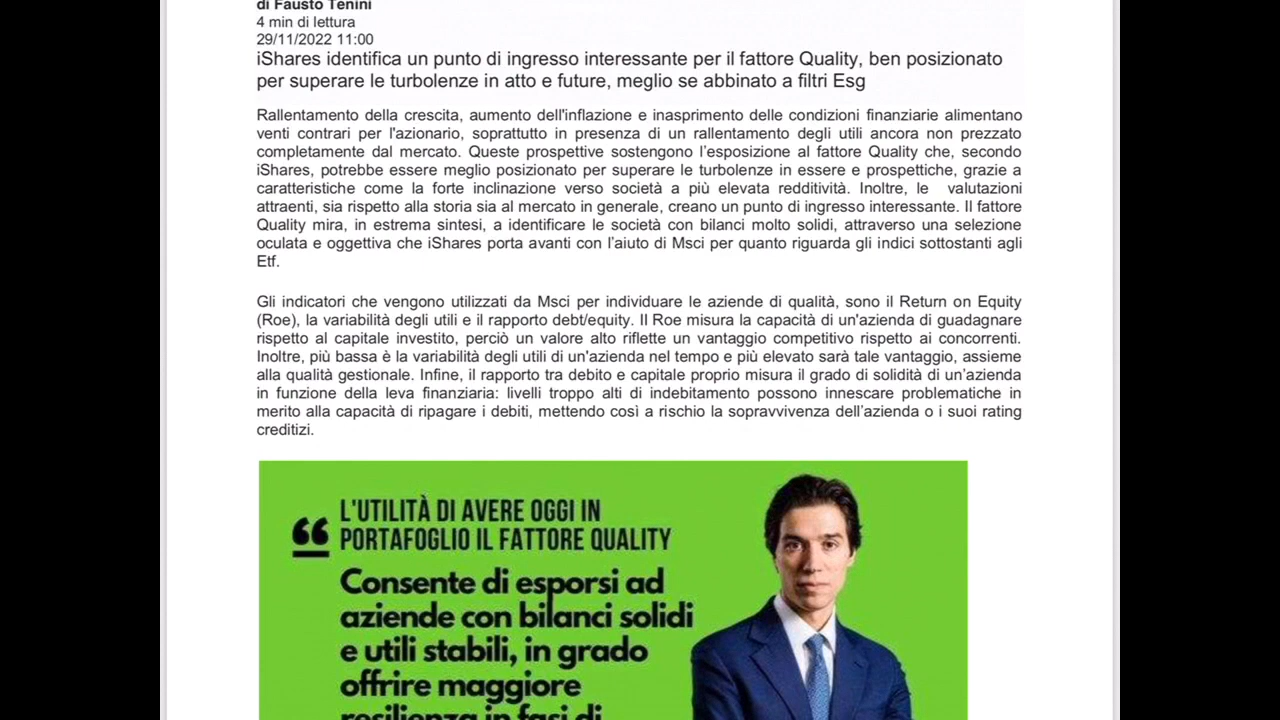 di Fausto Tenini
4 min di lettura
29/11/2022 11:00
iShares identifica un punto di ingresso interessante per il fattore Quality, ben posizionato
per superare le turbolenze in atto e future, meglio se abbinato a filtri Esg
Rallentamento della crescita, aumento dell'inflazione e inasprimento delle condizioni finanziarie alimentano
venti contrari per l'azionario, soprattutto in presenza di un rallentamento degli utili ancora non prezzato
completamente dal mercato. Queste prospettive sostengono l’esposizione al fattore Quality che, secondo
iShares, potrebbe essere meglio posizionato per superare le turbolenze in essere e prospettiche, grazie a
caratteristiche come la forte inclinazione verso società a più elevata redditività. Inoltre, le valutazioni
attraenti, sia rispetto alla storia sia al mercato in generale, creano un punto di ingresso interessante. Il fattore
Quality mira, in estrema sintesi, a identificare le società con bilanci molto solidi, attraverso una selezione
oculata e oggettiva che iShares porta avanti con l’aiuto di Msci per quanto riguarda gli indici sottostanti agli
Etf.
Gli indicatori che vengono utilizzati da Msci per individuare le aziende di qualità, sono il Return on Equity
(Roe), la variabilità degli utili e il rapporto debt/equity. Il Roe misura la capacità di un'azienda di guadagnare
rispetto al capitale investito, perciò un valore alto riflette un vantaggio competitivo rispetto ai concorrenti.
Inoltre, più bassa è la variabilità degli utili di un'azienda nel tempo e più elevato sarà tale vantaggio, assieme
alla qualità gestionale. Infine, il rapporto tra debito e capitale proprio misura il grado di solidità di un’azienda
in funzione della leva finanziaria: livelli troppo alti di indebitamento possono innescare problematiche in
merito alla capacità di ripagare i debiti, mettendo così a rischio la sopravvivenza dell’azienda o i suoi rating
creditizi.
“ L'UTILITÀ DI AVERE OGGI IN
PORTAFOGLIO IL FATTORE QUALITY
Consente di esporsi ad
aziende con bilanci solidi
e utili stabili, in grado
offrire maggiore
resilienza in fasi di